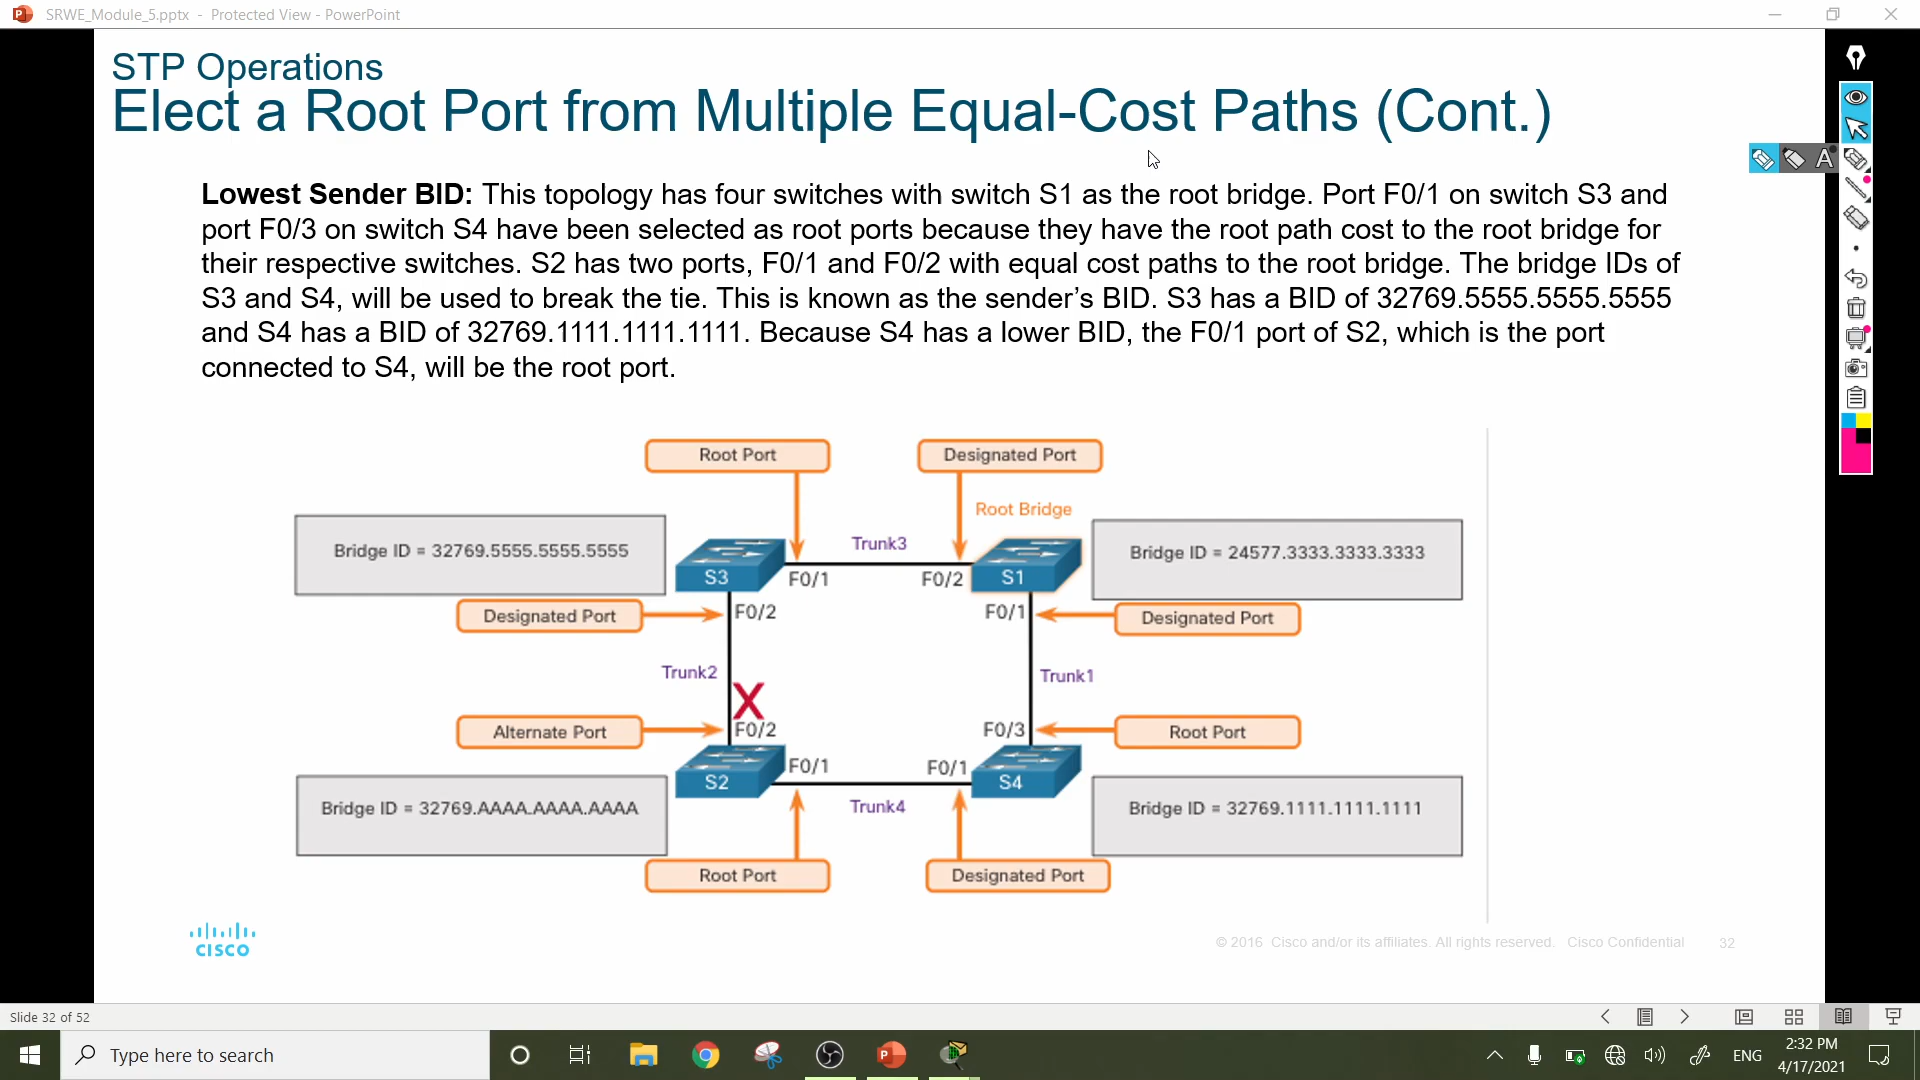 SRWE_Module_5.pptx - Protected View - PowerPoint
STP Operations
Elect a Root Port from Multiple Equal-Cost Paths (Cont.)
A
Lowest Sender BID: This topology has four switches with switch S1 as the root bridge. Port F0/1 on switch S3 and
port F0/3 on switch S4 have been selected as root ports because they have the root path cost to the root bridge for
their respective switches. S2 has two ports, F0/1 and F0/2 with equal cost paths to the root bridge. The bridge IDs of
S3 and S4, will be used to break the tie. This is known as the sender’s BID. S3 has a BID of 32769.5555.5555.5555
and S4 has a BID of 32769.1111.1111.1111. Because S4 has a lower BID, the F0/1 port of S2, which is the port
connected to S4, will be the root port.
Root Port
Designated Port
Root Bridge
Bridge ID = 32769.5555.5555.5555
Trunk3
Bridge ID = 24577.3333.3333.3333
S3
F0/1
F0/2
S1
Designated Port
F0/2
F0/1
Designated Port
Trunk2
Trunk1
X
Alternate Port
F0/2
F0/3
Root Port
S2
F0/1
F0/1
S4
Bridge ID = 32769.AAAA.AAAA.AAAA
Trunk4
Bridge ID = 32769.1111.1111.1111
Root Port
Designated Port
CISCO
© 2016 Cisco and/or its affiliates. All rights reserved. Cisco Confidential
32
Slide 32 of 52
Type here to search
ENG
2:32 PM
4/17/2021